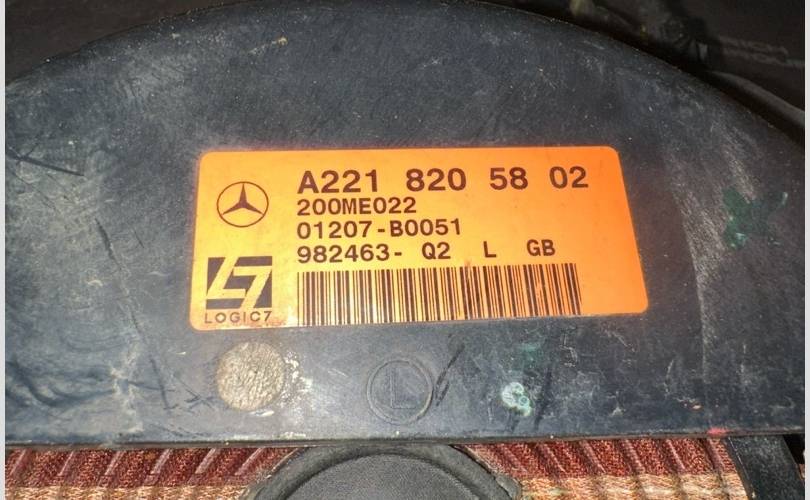 A221 820 58 02
200ME022
01207-B0051
982463- Q2 L GB
LOGIC7
L